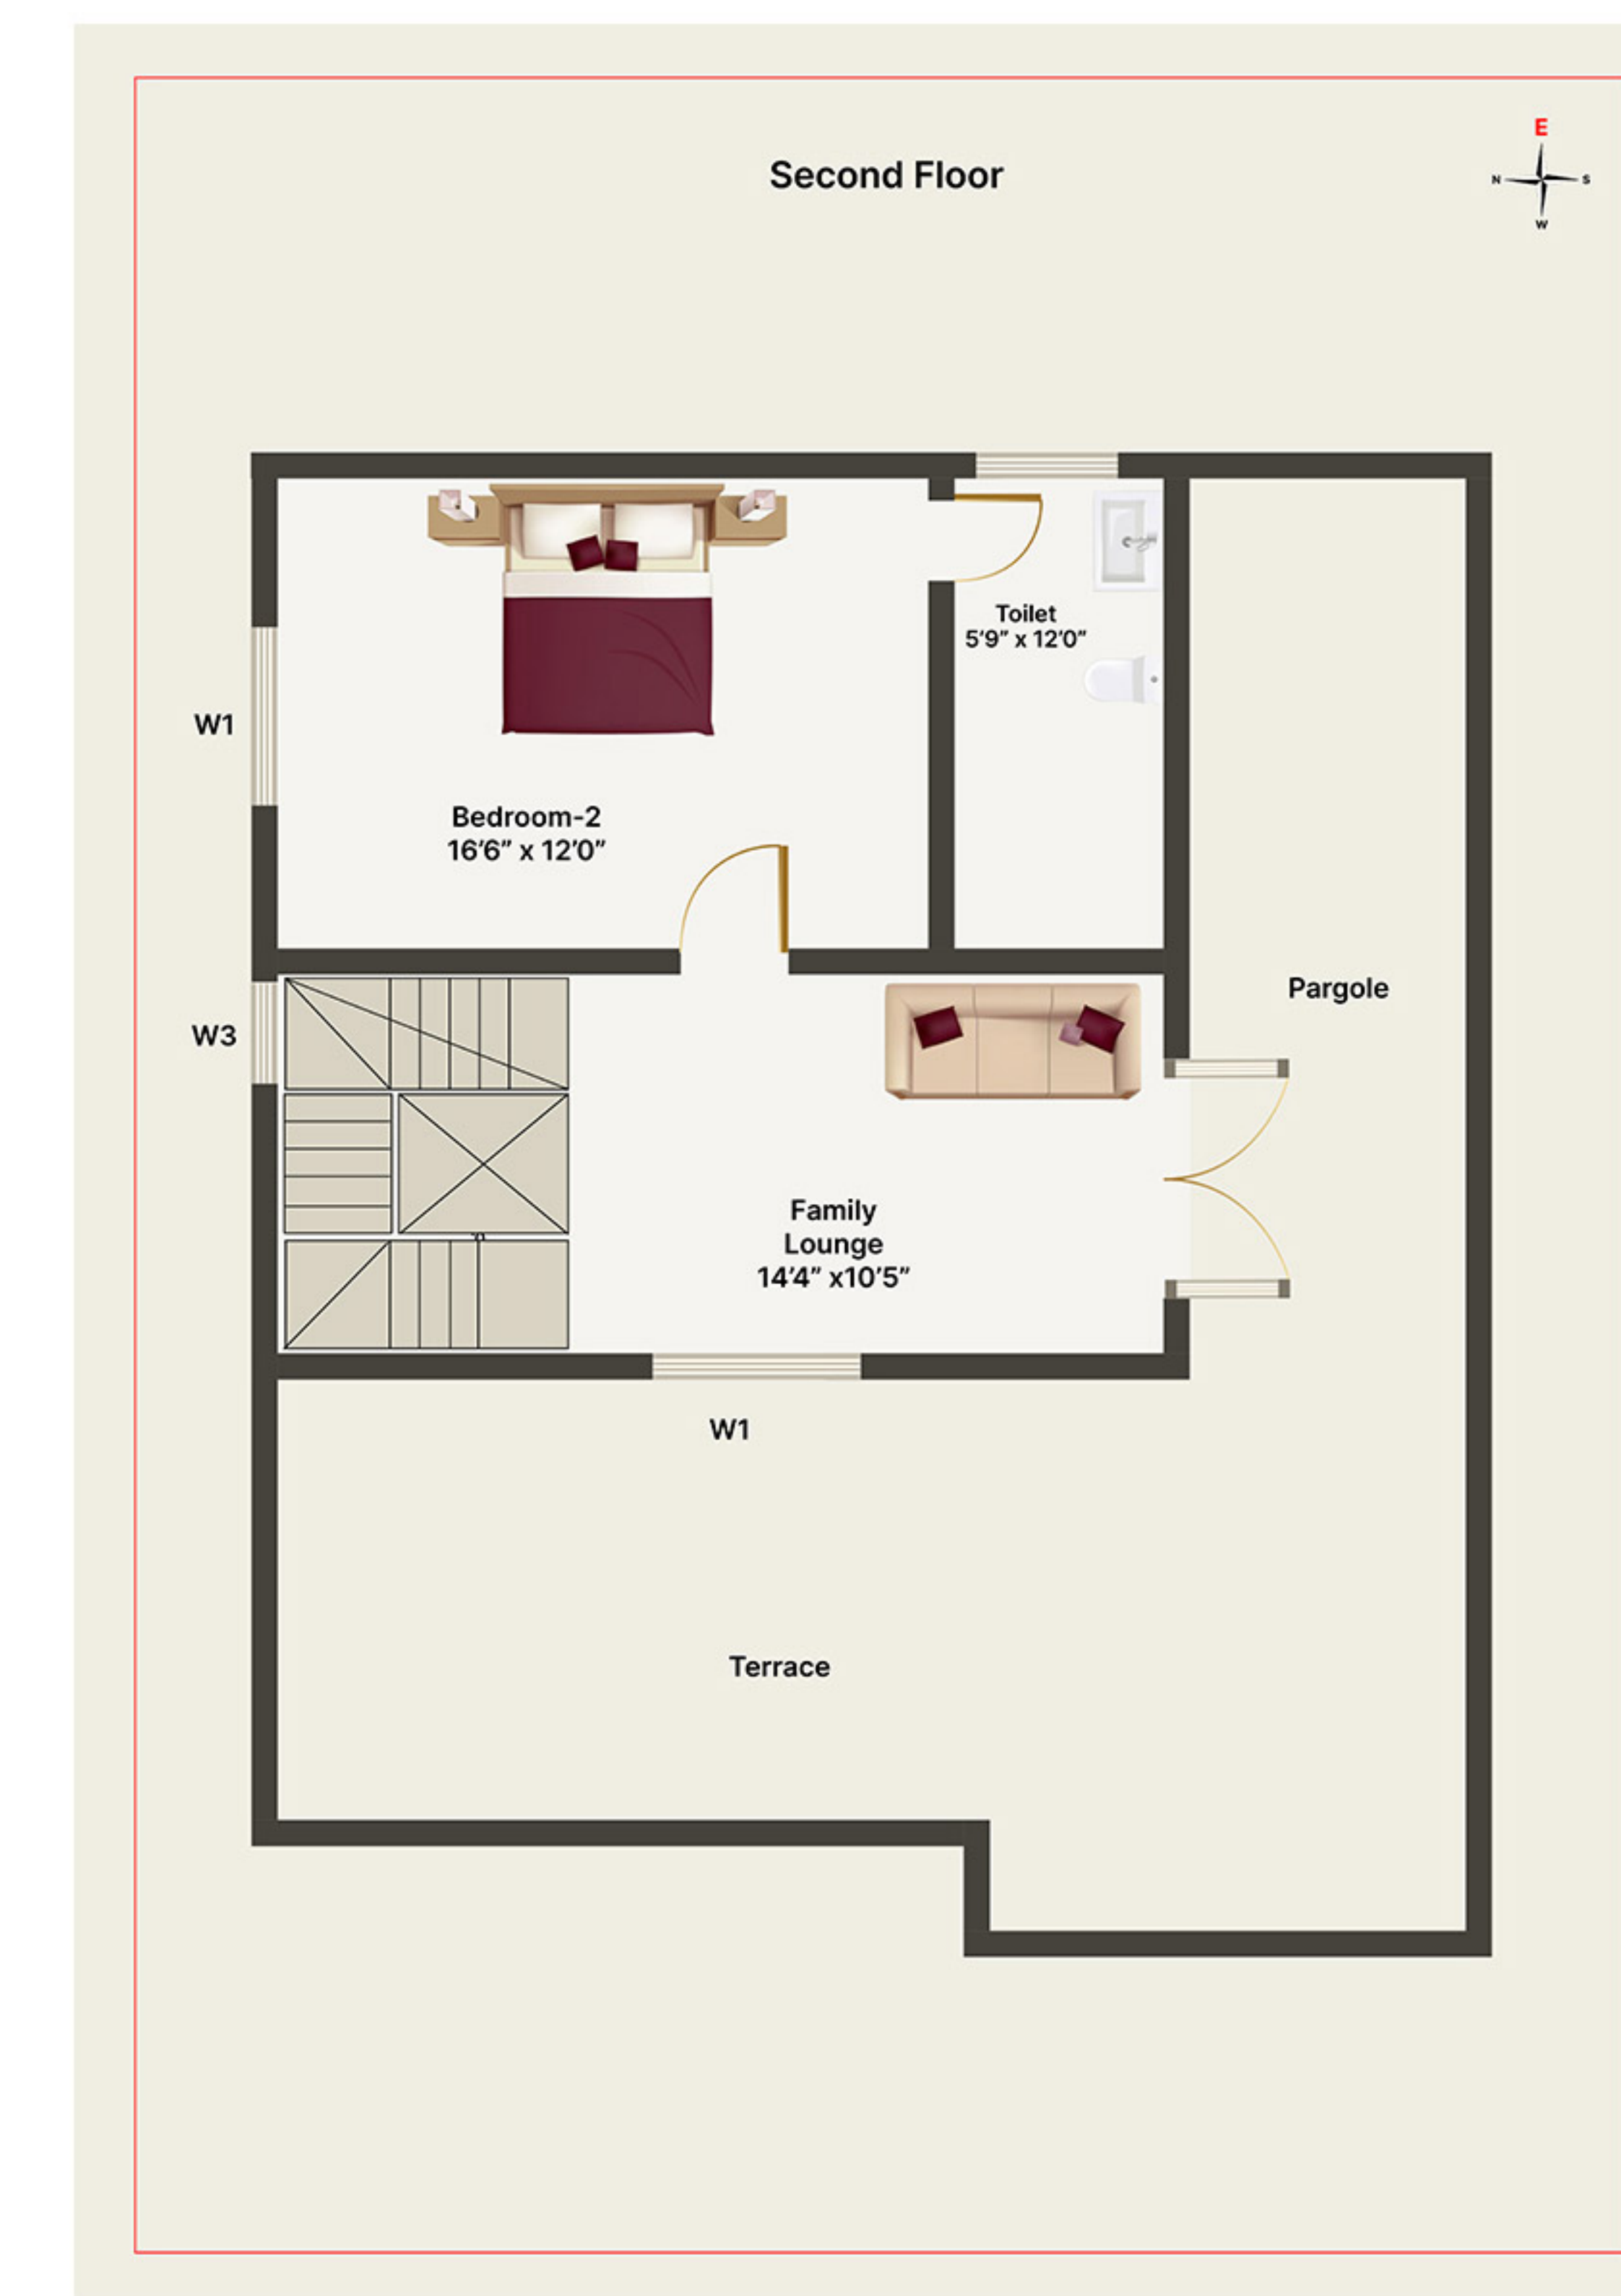 E
N
S
W
Second Floor
Toilet
5'9" x 12'0"
W1
Bedroom-2
16'6" x 12'0"
Pargole
W3
Family
Lounge
14'4" x10'5"
W1
Terrace